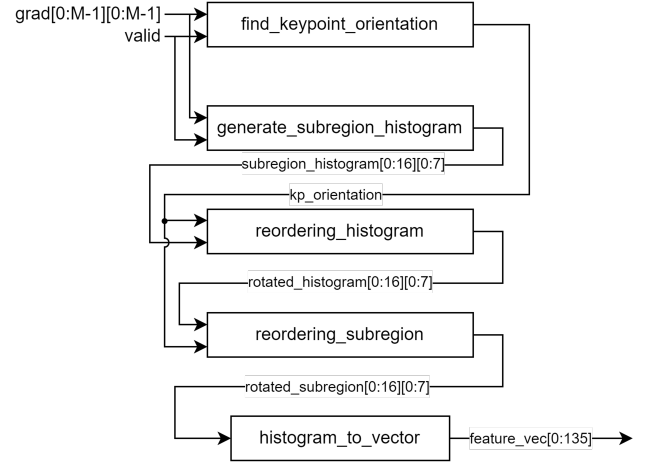 grad[0:M-1][0:M-1]
valid
find_keypoint_orientation
generate_subregion_histogram
subregion_histogram[0:16][0:7]
kp_orientation
reordering_histogram
rotated_histogram[0:16][0:7]
reordering_subregion
rotated_subregion[0:16][0:7]
histogram_to_vector
feature_vec[0:135]